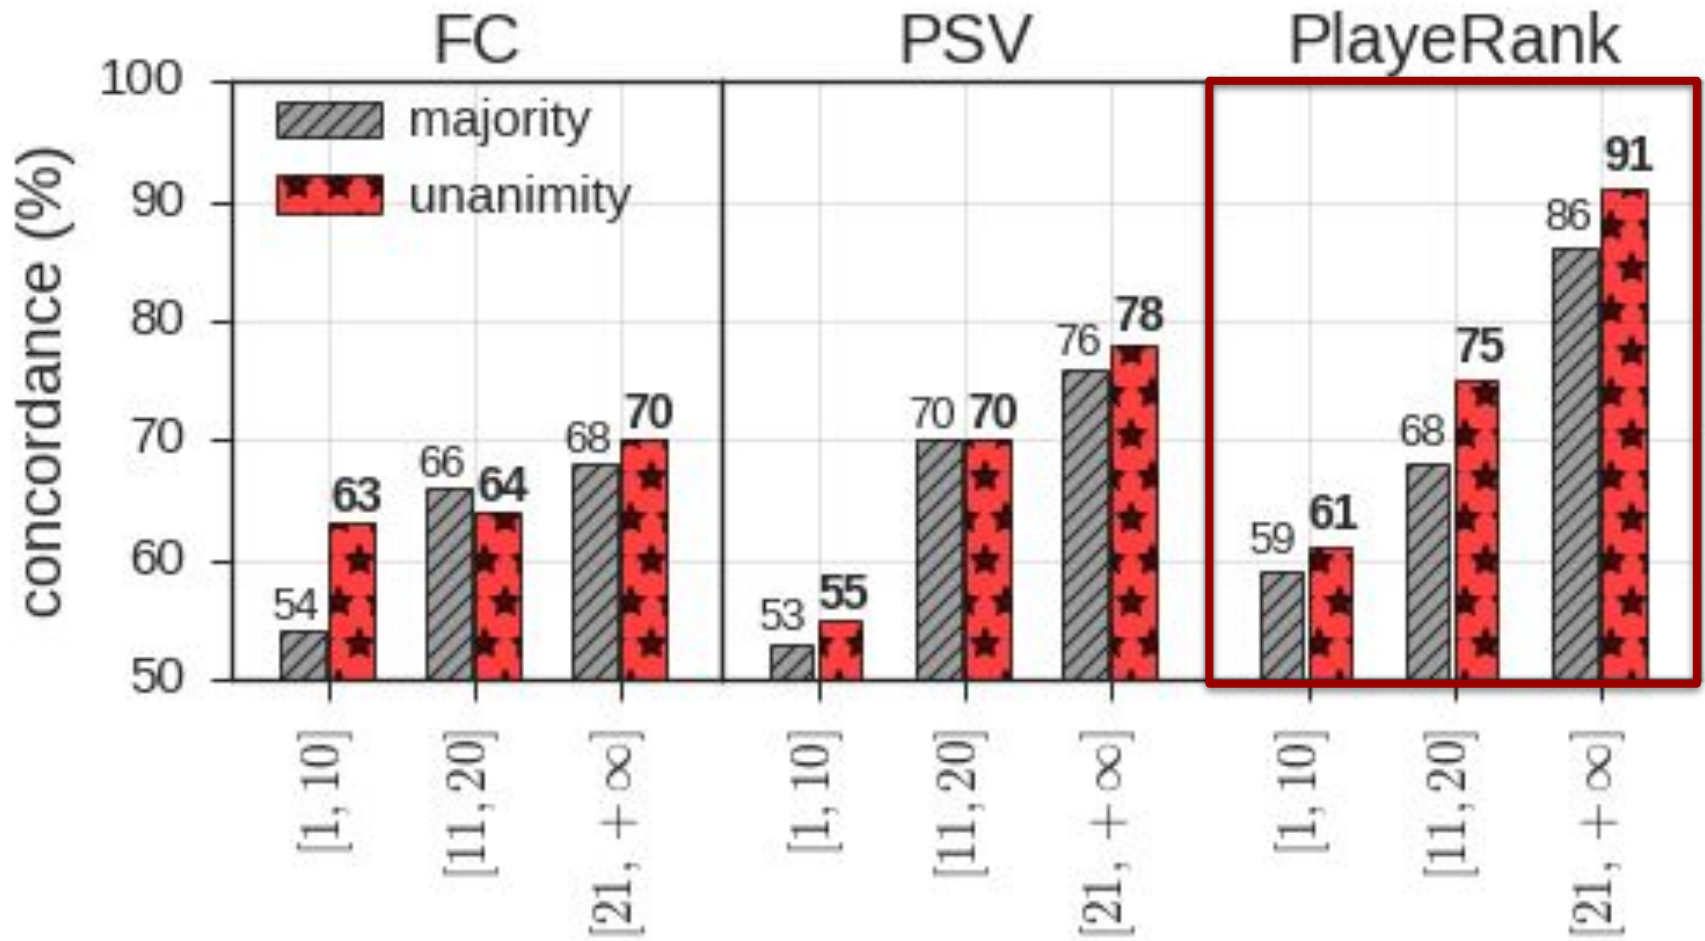 FC PSV PlayeRank
concordance (%)
100
90
80
70
60
50
majority
unanimity
54 63 66 64 68 70
53 55 70 70 76 78
59 61 68 75 86 91
[1, 10] [11, 20] [21, +∞] [1, 10] [11, 20] [21, +∞] [1, 10] [11, 20] [21, +∞]